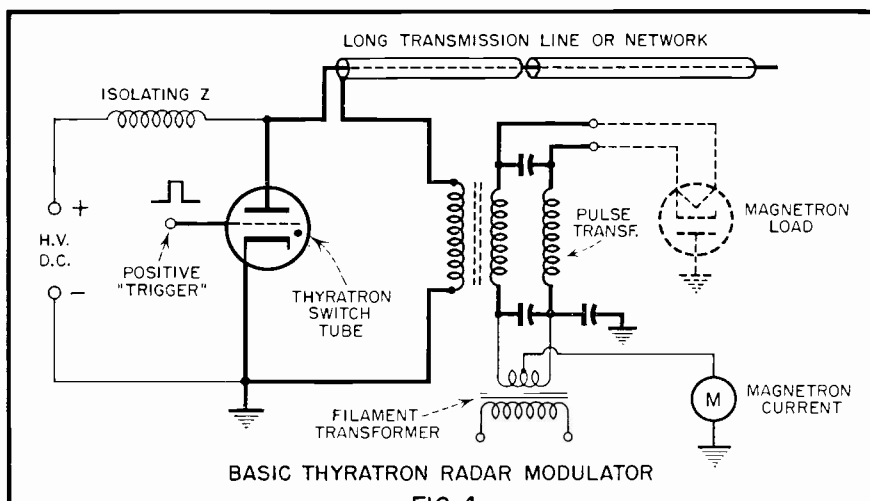 LONG TRANSMISSION LINE OR NETWORK
ISOLATING Z
+
H.V.
D.C.
-
POSITIVE
"TRIGGER"
THYRATRON
SWITCH
TUBE
PULSE
TRANSF.
MAGNETRON
LOAD
FILAMENT
TRANSFORMER
M
MAGNETRON
CURRENT
BASIC THYRATRON RADAR MODULATOR